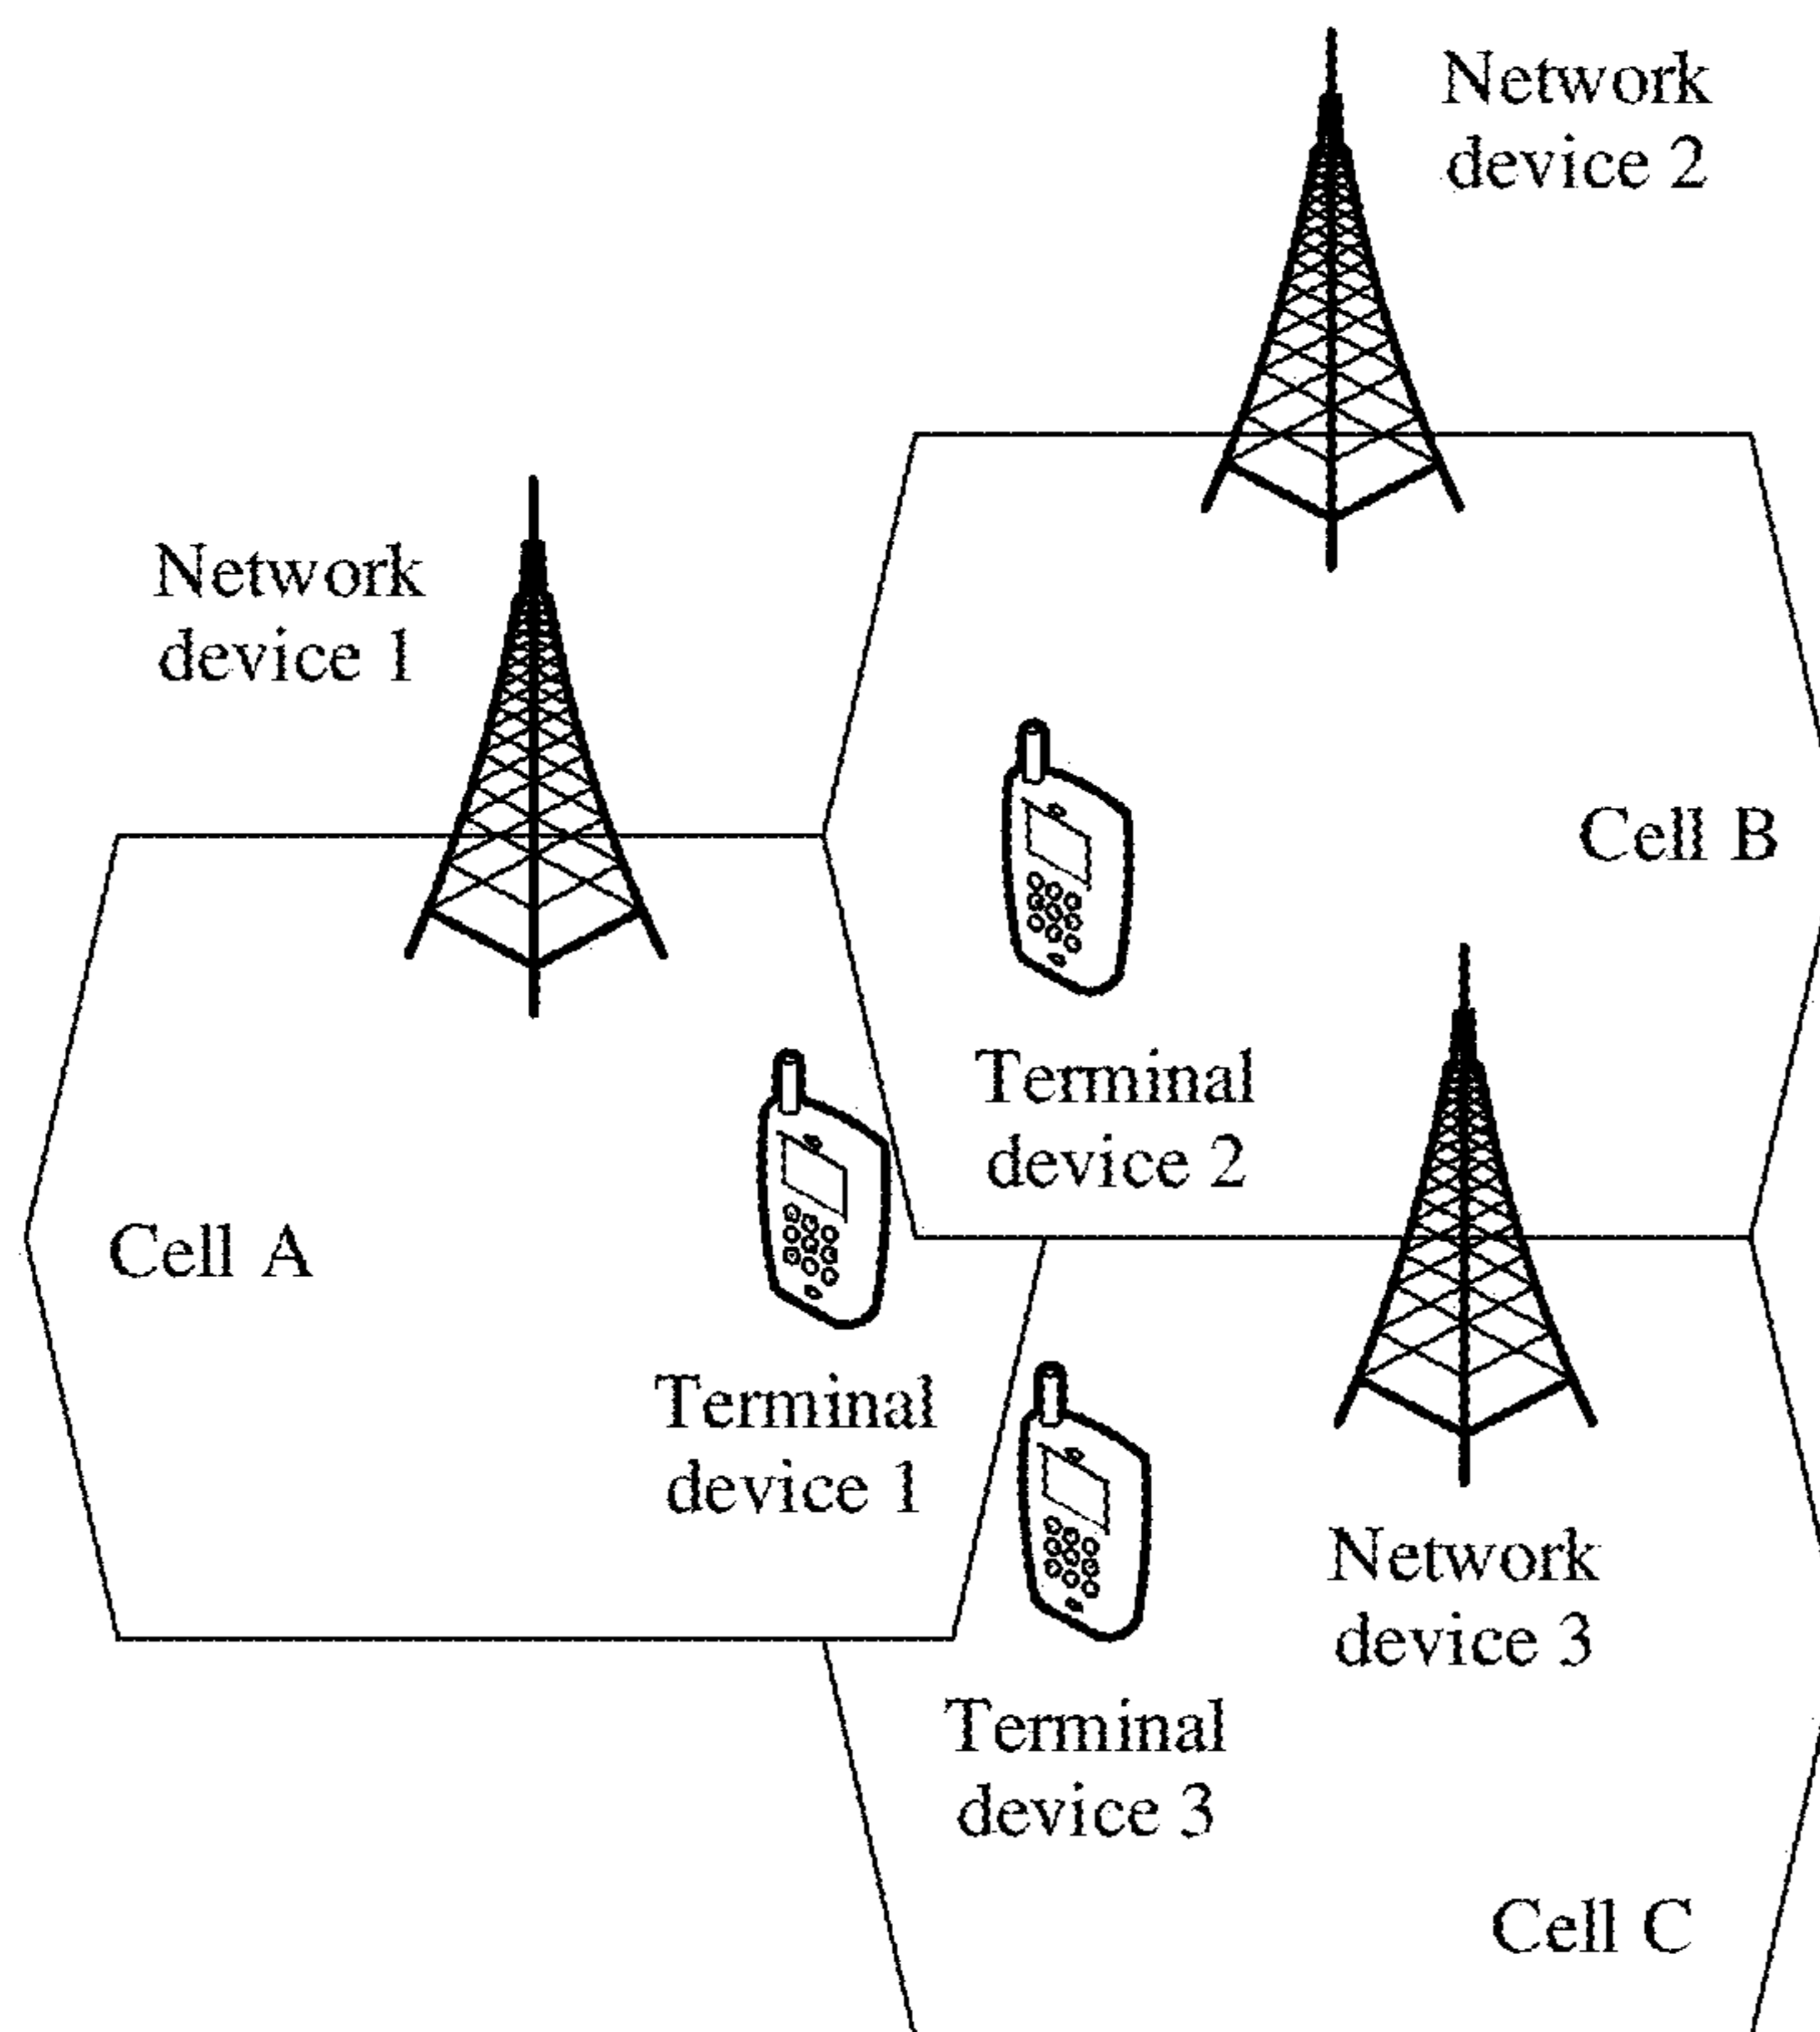 Network
device 2
Network
device 1
Cell B
Terminal
device 2
Cell A
Terminal
device 1
Network
device 3
Terminal
device 3
Cell C